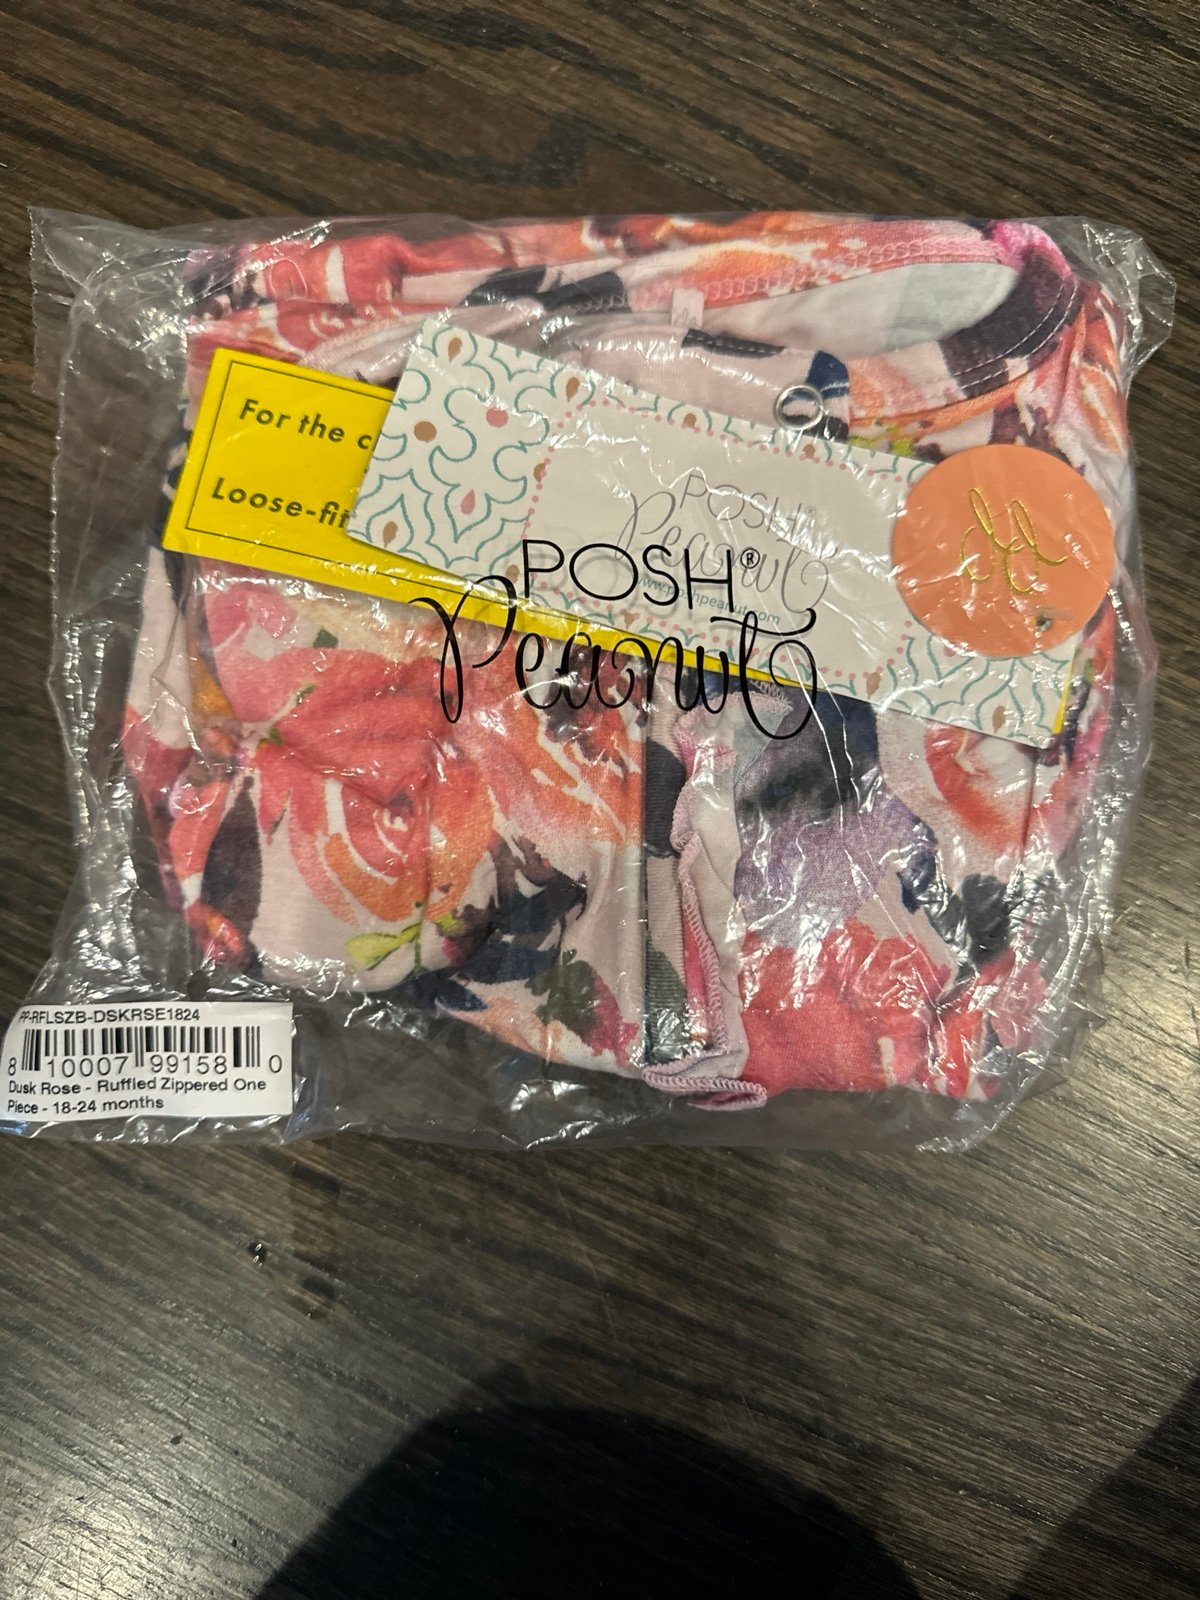 For the c
Loose-fit
POSH®
Peanut
www.poshpeanut.com
POSH®
Peanut
PP-RFLSZB-DSKRSE1824
8 10007 99158 0
Dusk Rose - Ruffled Zippered One
Piece - 18-24 months